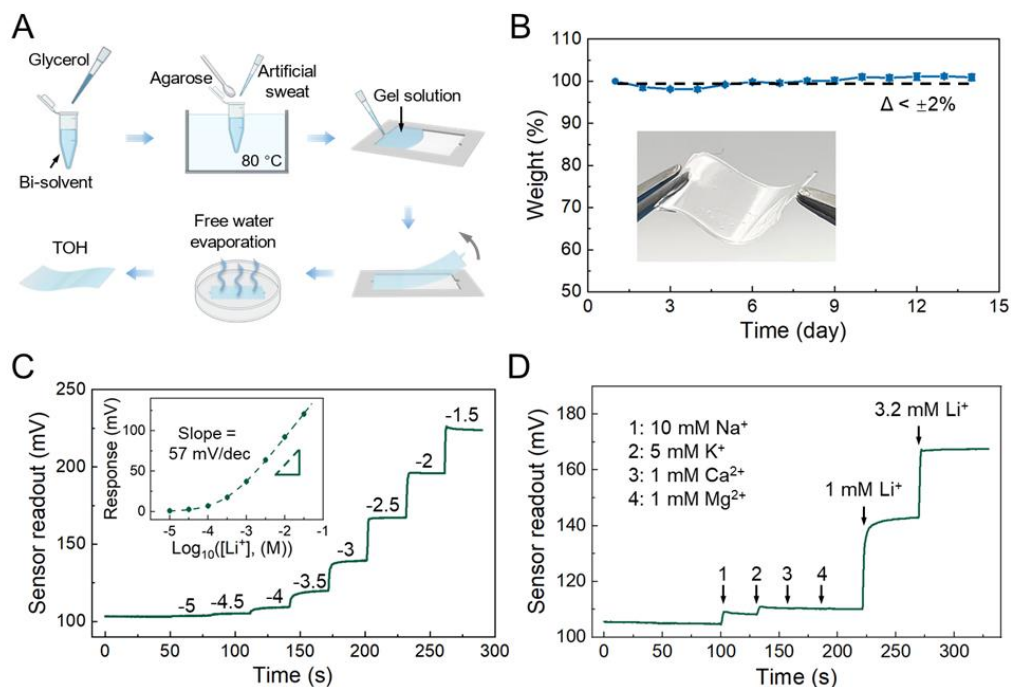 A
Glycerol
Bi-solvent
Agarose
Artificial
sweat
80 °C
Gel solution
TOH
Free water
evaporation
B
Weight (%)
110
100
90
80
70
60
50
Δ < ±2%
0
3
6
9
12
15
Time (day)
C
Sensor readout (mV)
250
200
150
100
Response (mV)
100
50
0
Slope =
57 mV/dec
-5 -4 -3 -2 -1
Log₁₀([Li⁺], (M))
-5
-4.5
-4
-3.5
-3
-2.5
-2
-1.5
0 50 100 150 200 250 300
Time (s)
D
Sensor readout (mV)
180
160
140
120
100
1: 10 mM Na⁺
2: 5 mM K⁺
3: 1 mM Ca²⁺
4: 1 mM Mg²⁺
3.2 mM Li⁺
1 mM Li⁺
1 2 3 4
0 50 100 150 200 250 300
Time (s)